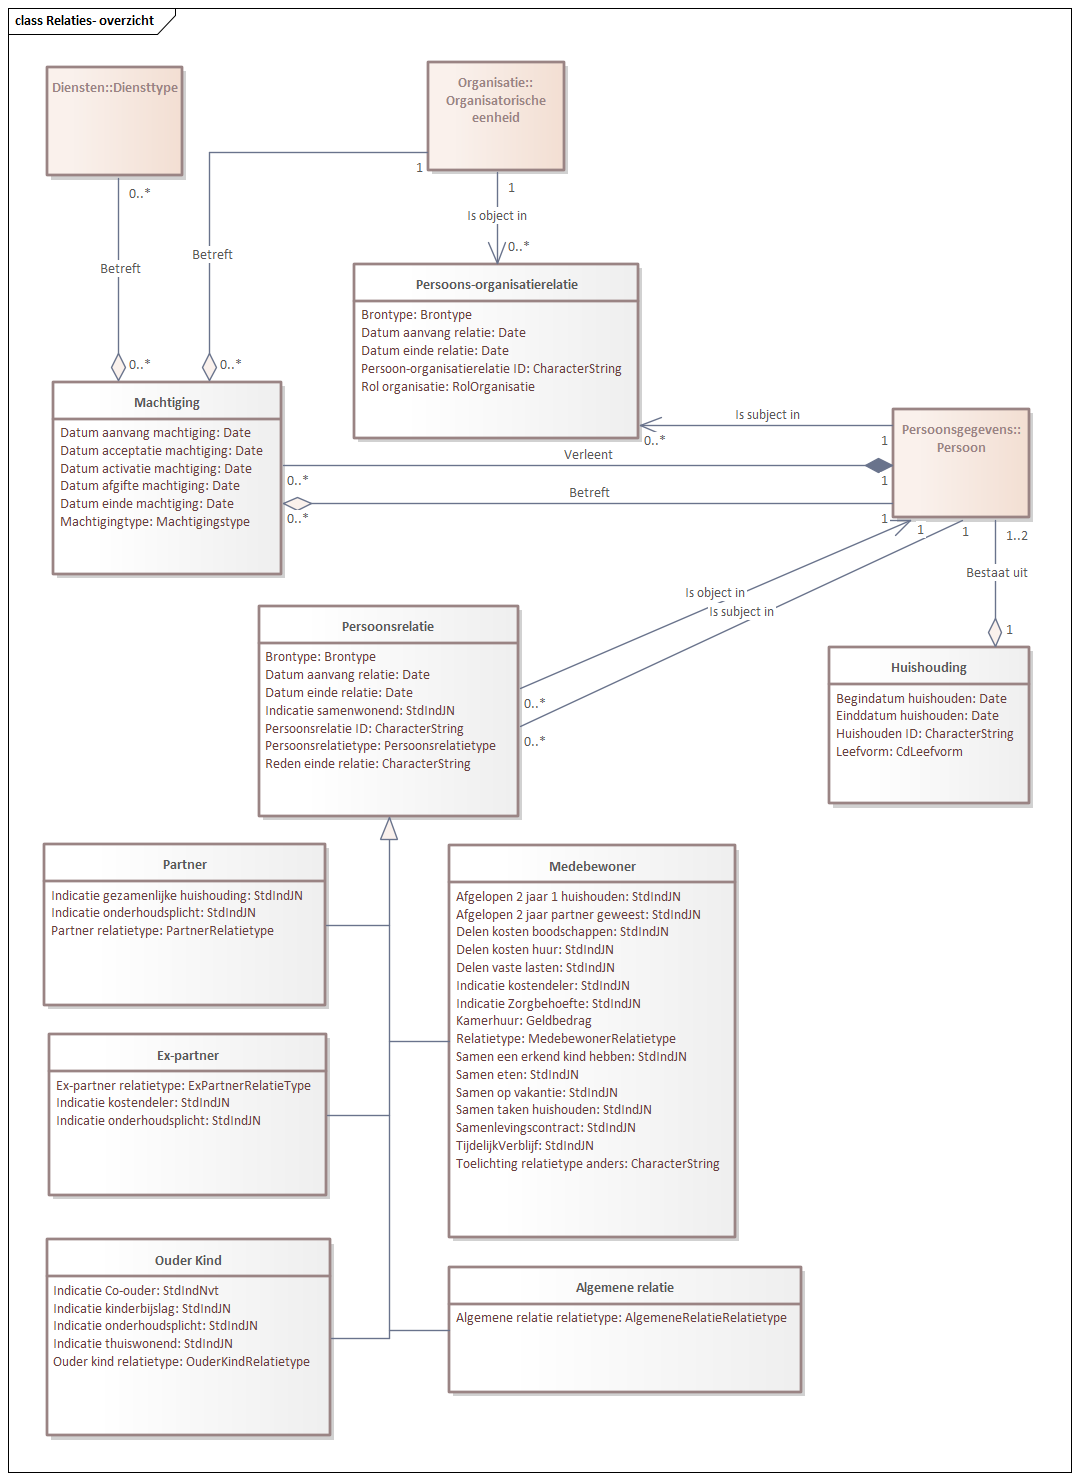 class Relaties- overzicht
Diensten::Diensttype
Organisatie::
Organisatorische
eenheid
0..*
1
1
Is object in
Betreft
Betreft
0..*
0..*
0..*
Persoons-organisatierelatie
Brontype: Brontype
Datum aanvang relatie: Date
Datum einde relatie: Date
Persoon-organisatierelatie ID: CharacterString
Rol organisatie: RolOrganisatie
Machtiging
Datum aanvang machtiging: Date
Datum acceptatie machtiging: Date
Datum activatie machtiging: Date
Datum afgifte machtiging: Date
Datum einde machtiging: Date
Machtigingtype: Machtigingstype
Is subject in
0..*
1
Persoonsgegevens::
Persoon
Verleent
0..*
1
Betreft
0..*
1
1
1
1..2
Is object in
Is subject in
Bestaat uit
1
0..*
0..*
Persoonsrelatie
Brontype: Brontype
Datum aanvang relatie: Date
Datum einde relatie: Date
Indicatie samenwonend: StdIndJN
Persoonsrelatie ID: CharacterString
Persoonsrelatietype: Persoonsrelatietype
Reden einde relatie: CharacterString
Huishouding
Begindatum huishouden: Date
Einddatum huishouden: Date
Huishouden ID: CharacterString
Leefvorm: CdLeefvorm
Partner
Indicatie gezamenlijke huishouding: StdIndJN
Indicatie onderhoudsplicht: StdIndJN
Partner relatietype: PartnerRelatietype
Medebewoner
Afgelopen 2 jaar 1 huishouden: StdIndJN
Afgelopen 2 jaar partner geweest: StdIndJN
Delen kosten boodschappen: StdIndJN
Delen kosten huur: StdIndJN
Delen vaste lasten: StdIndJN
Indicatie kostendeler: StdIndJN
Indicatie Zorgbehoefte: StdIndJN
Kamerhuur: Geldbedrag
Relatietype: MedebewonerRelatietype
Samen een erkend kind hebben: StdIndJN
Samen eten: StdIndJN
Samen op vakantie: StdIndJN
Samen taken huishouden: StdIndJN
Samenlevingscontract: StdIndJN
TijdelijkVerblijf: StdIndJN
Toelichting relatietype anders: CharacterString
Ex-partner
Ex-partner relatietype: ExPartnerRelatieType
Indicatie kostendeler: StdIndJN
Indicatie onderhoudsplicht: StdIndJN
Ouder Kind
Indicatie Co-ouder: StdIndNvt
Indicatie kinderbijslag: StdIndJN
Indicatie onderhoudsplicht: StdIndJN
Indicatie thuiswonend: StdIndJN
Ouder kind relatietype: OuderKindRelatietype
Algemene relatie
Algemene relatie relatietype: AlgemeneRelatieRelatietype